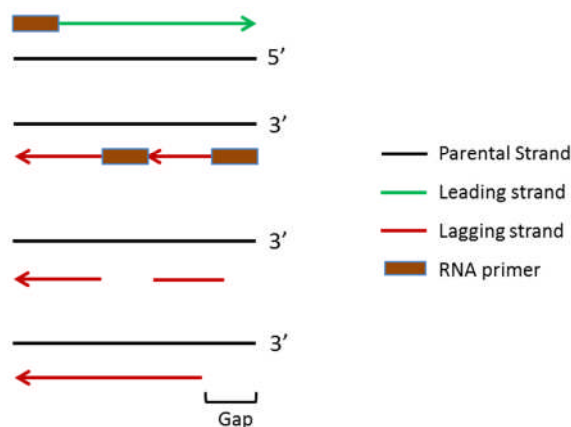 5’
3’
Parental Strand
Leading strand
Lagging strand
RNA primer
3’
3’
Gap